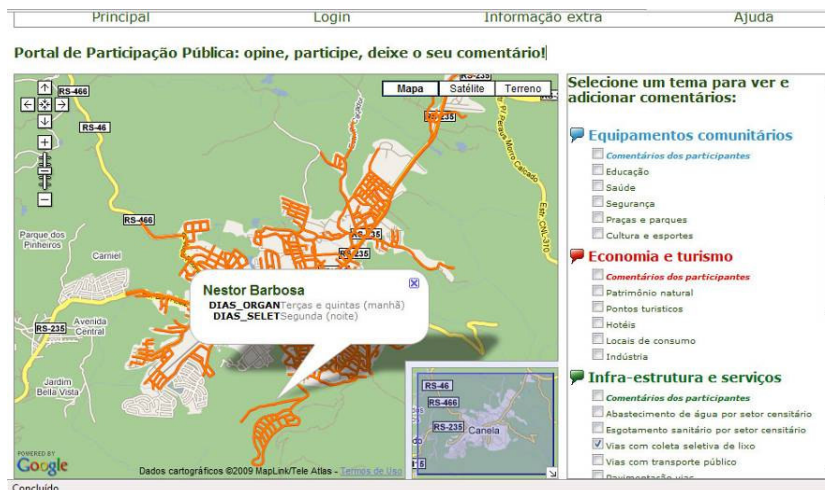 Principal Login Informação extra Ajuda
Portal de Participação Pública: opine, participe, deixe o seu comentário!
Mapa Satélite Terreno
RS-466
RS-46
RS-235
RS-235
RS-466
Parque dos
Pinheiros
Carniel
RS-235
RS-235
Avenida
Central
Jardim
Bella Vista
Nestor Barbosa
DIAS_ORGAN Terças e quintas (manhã)
DIAS_SELET Segunda (noite)
RS-46
RS-466
RS-235
Canela
POWERED BY
Google
Dados cartográficos ©2009 MapLink/Tele Atlas - Termos de Uso
Selecione um tema para ver e
adicionar comentários:
Equipamentos comunitários
Comentários dos participantes
Educação
Saúde
Segurança
Praças e parques
Cultura e esportes
Economia e turismo
Comentários dos participantes
Patrimônio natural
Pontos turisticos
Hotéis
Locais de consumo
Indústria
Infra-estrutura e serviços
Comentários dos participantes
Abastecimento de água por setor censitário
Esgotamento sanitário por setor censitário
Vias com coleta seletiva de lixo
Vias com transporte público
Pavimentação vias
Concluído